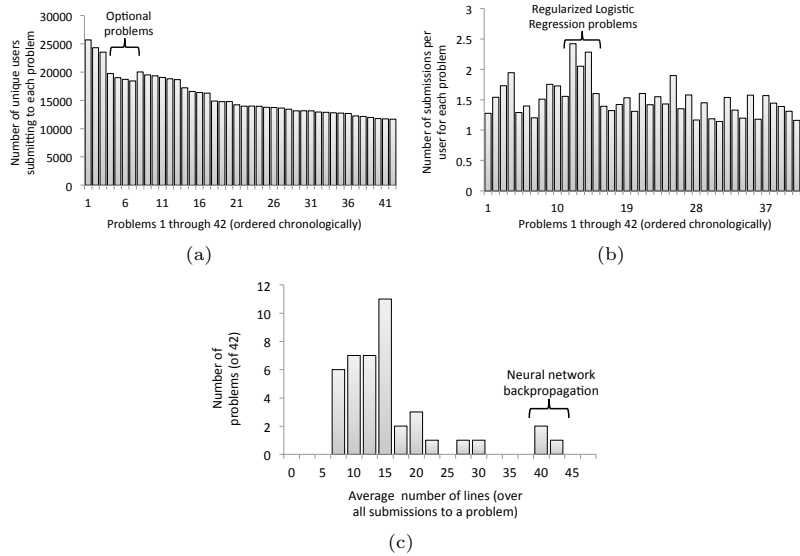 Optional
problems
Number of unique users
submitting to each problem
30000
25000
20000
15000
10000
5000
0
1 6 11 16 21 26 31 36 41
Problems 1 through 42 (ordered chronologically)
(a)
Regularized Logistic
Regression problems
Number of submissions per
user for each problem
3
2.5
2
1.5
1
0.5
0
1 10 19 28 37
Problems 1 through 42 (ordered chronologically)
(b)
Number of
problems (of 42)
12
10
8
6
4
2
0
Neural network
backpropagation
0 5 10 15 20 25 30 35 40 45
Average number of lines (over
all submissions to a problem)
(c)